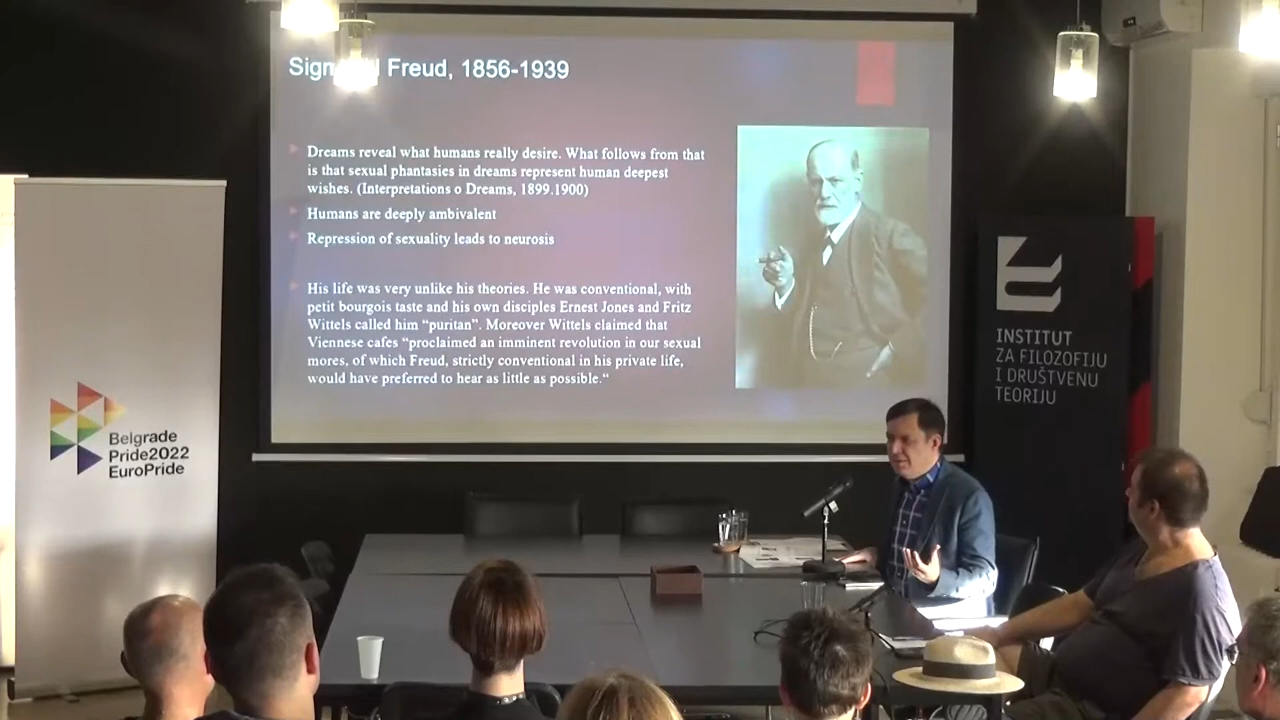 Freud, 1856-1939
Dreams reveal what humans really desire. What follows from that
is that sexual phantasies in dreams represent human deepest
wishes. (Interpretations o Dreams, 1899.1900)
Humans are deeply ambivalent
Repression of sexuality leads to neurosis
His life was very unlike his theories. He was conventional, with
petit bourgois taste and his own disciples Ernest Jones and Fritz
Wittels called him “puritan”. Moreover Wittels claimed that
Viennese cafes “proclaimed an imminent revolution in our sexual
mores, of which Freud, strictly conventional in his private life,
would have preferred to hear as little as possible.“
Belgrade
Pride2022
EuroPride
INSTITUT
ZA FILOZOFIJU
I DRUŠTVENU
TEORIJU